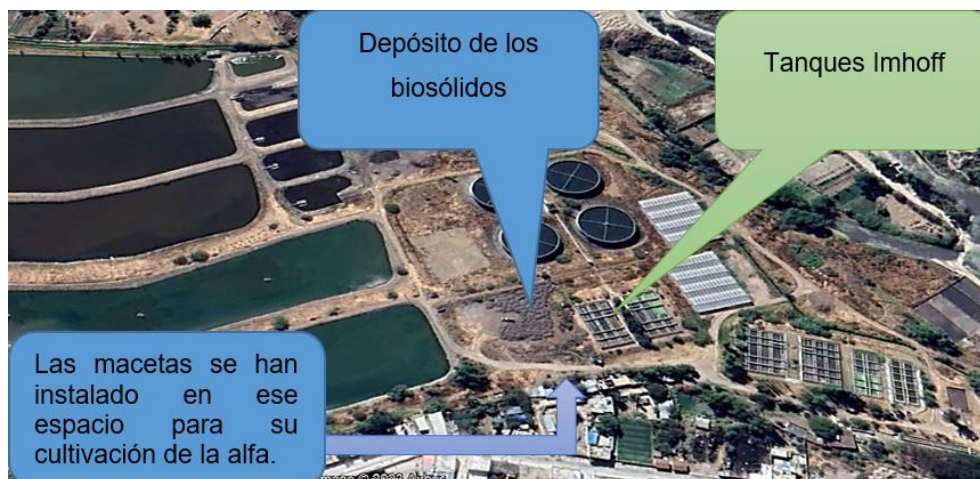 Depósito de los
biosólidos
Tanques Imhoff
Las macetas se han
instalado en ese
espacio para su
cultivación de la alfa.